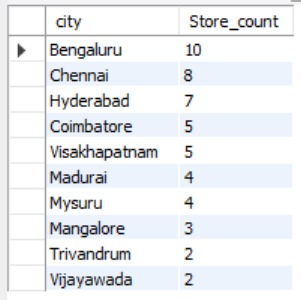 city Store_count
Bengaluru 10
Chennai 8
Hyderabad 7
Coimbatore 5
Visakhapatnam 5
Madurai 4
Mysuru 4
Mangalore 3
Trivandrum 2
Vijayawada 2